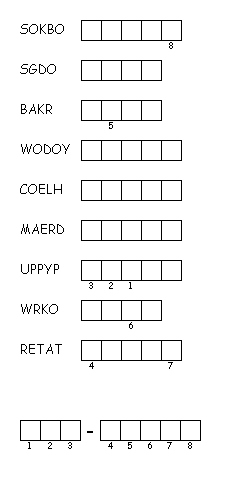 SOKBO
8
SGDO
BAKR
5
WODOY
COELH
MAERD
UPPYP
3 2 1
WRKO
6
RETAT
4 7
-
1 2 3 4 5 6 7 8